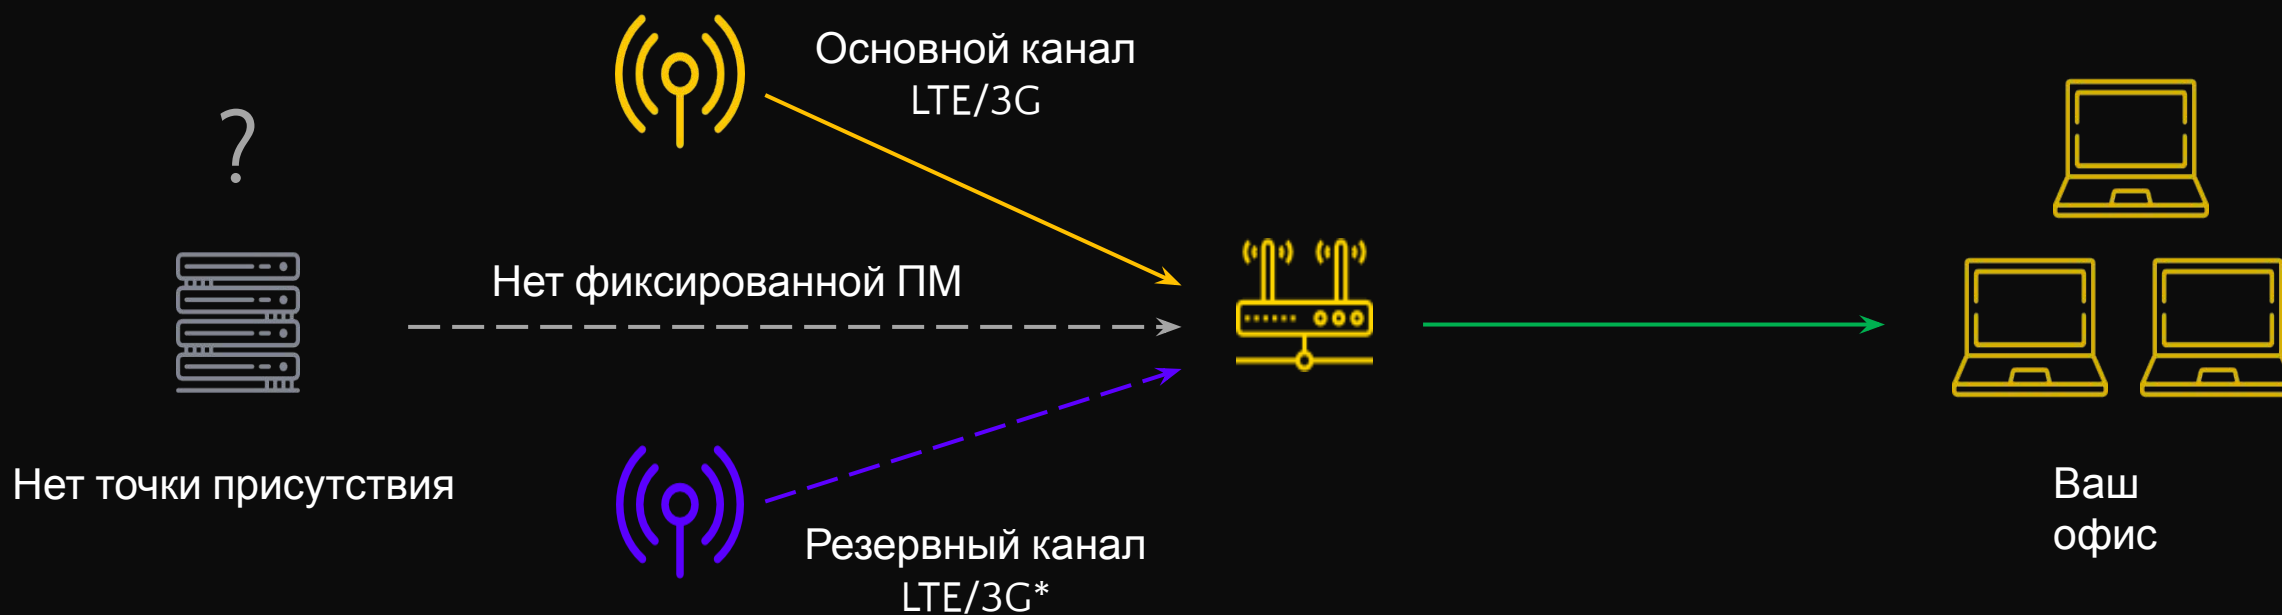 Основной канал
LTE/3G
?
Нет фиксированной ПМ
Нет точки присутствия
Ваш
офис
Резервный канал
LTE/3G*